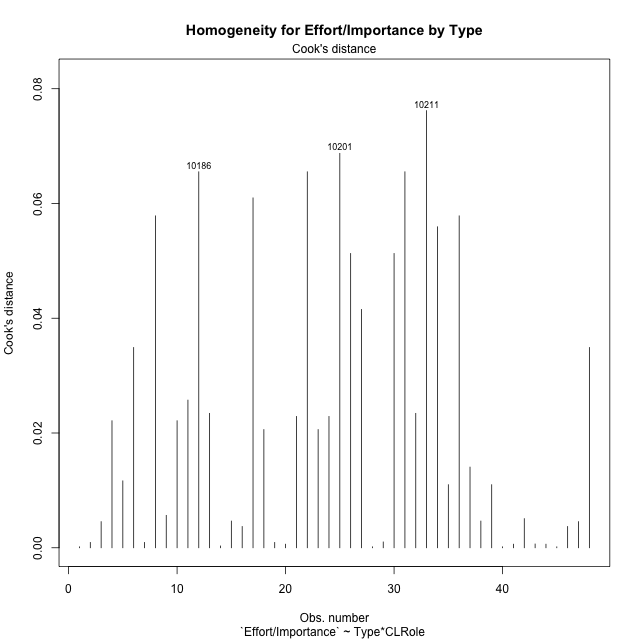 Homogeneity for Effort/Importance by Type
Cook's distance
0.08
0.06
0.04
0.02
0.00
Cook's distance
10186
10201
10211
0 10 20 30 40
Obs. number
`Effort/Importance` ~ Type*CLRole